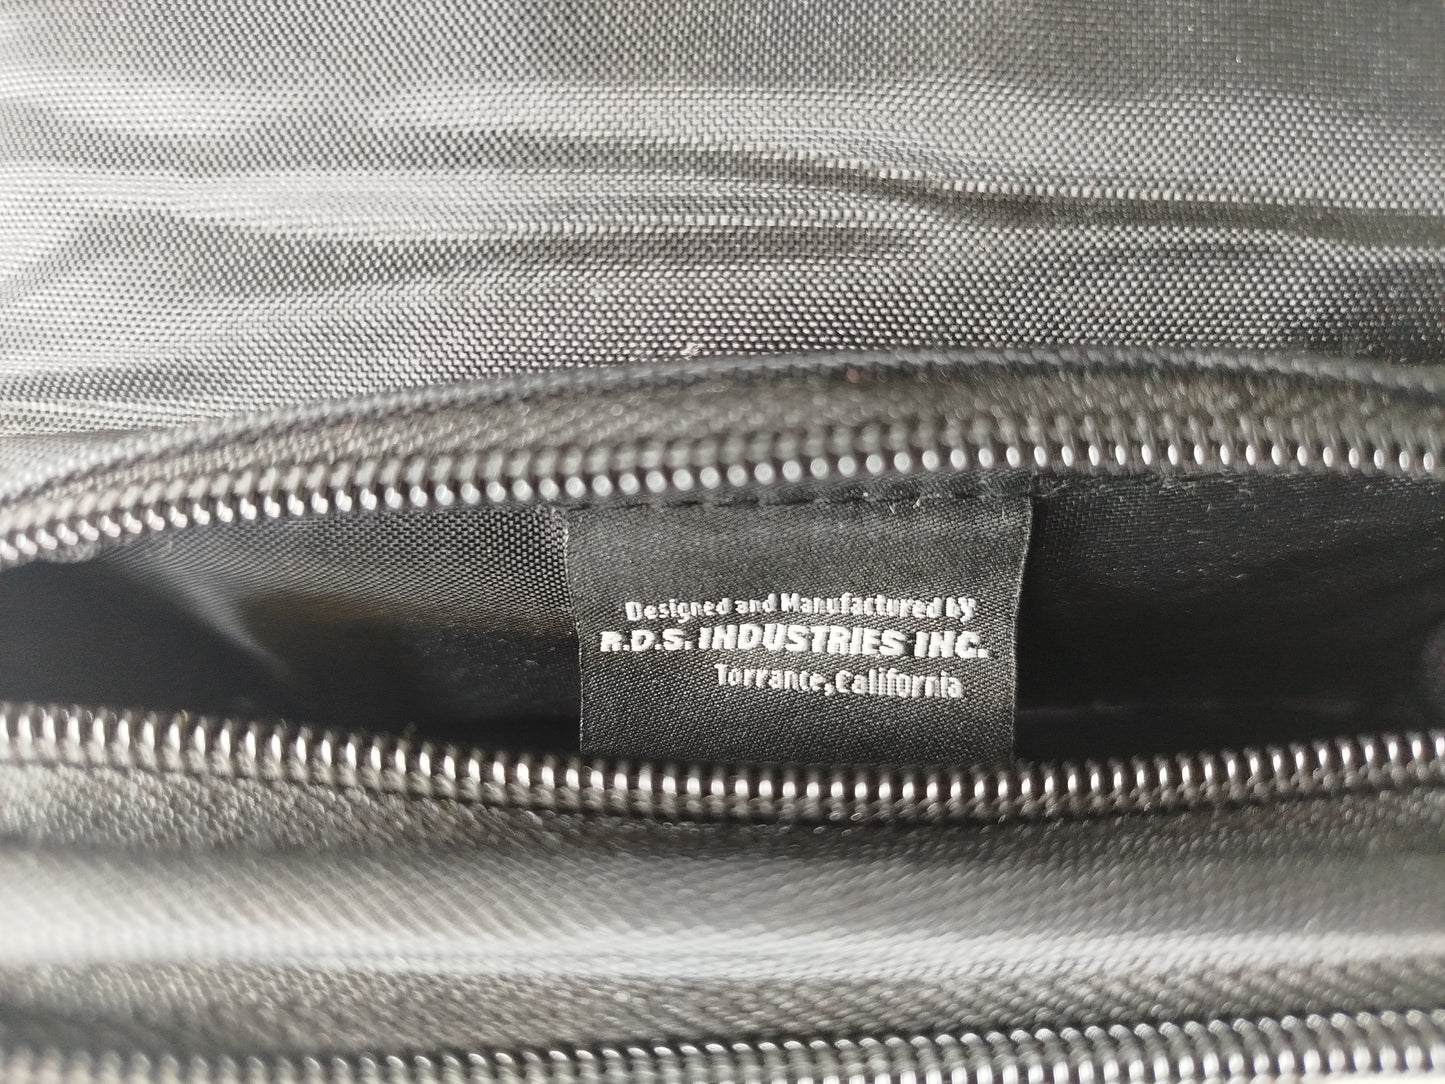 Designed and Manufactured by
R.D.S. INDUSTRIES INC.
Torrance, California